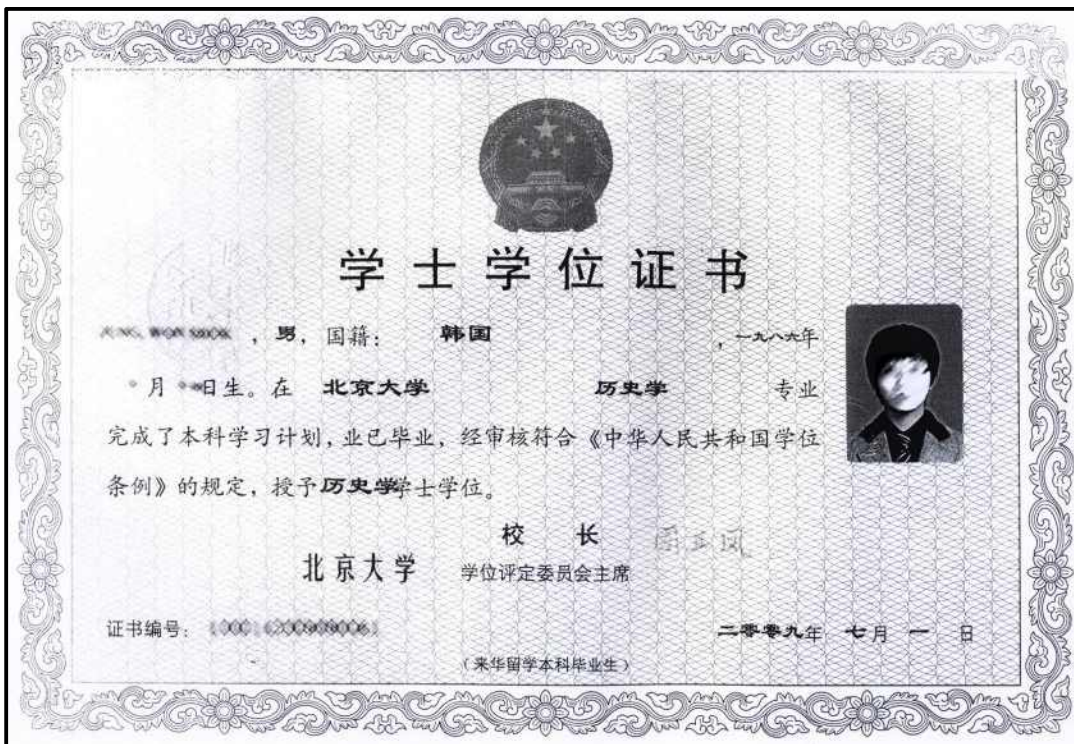 学士学位证书
，男，国籍： 韩国 ，一九八六年
月 日生。在 北京大学 历史学 专业
完成了本科学习计划，业已毕业，经审核符合《中华人民共和国学位
条例》的规定，授予历史学学士学位。
校 长
北京大学 学位评定委员会主席
证书编号： 二零零九年 七月 一 日
（来华留学本科毕业生）